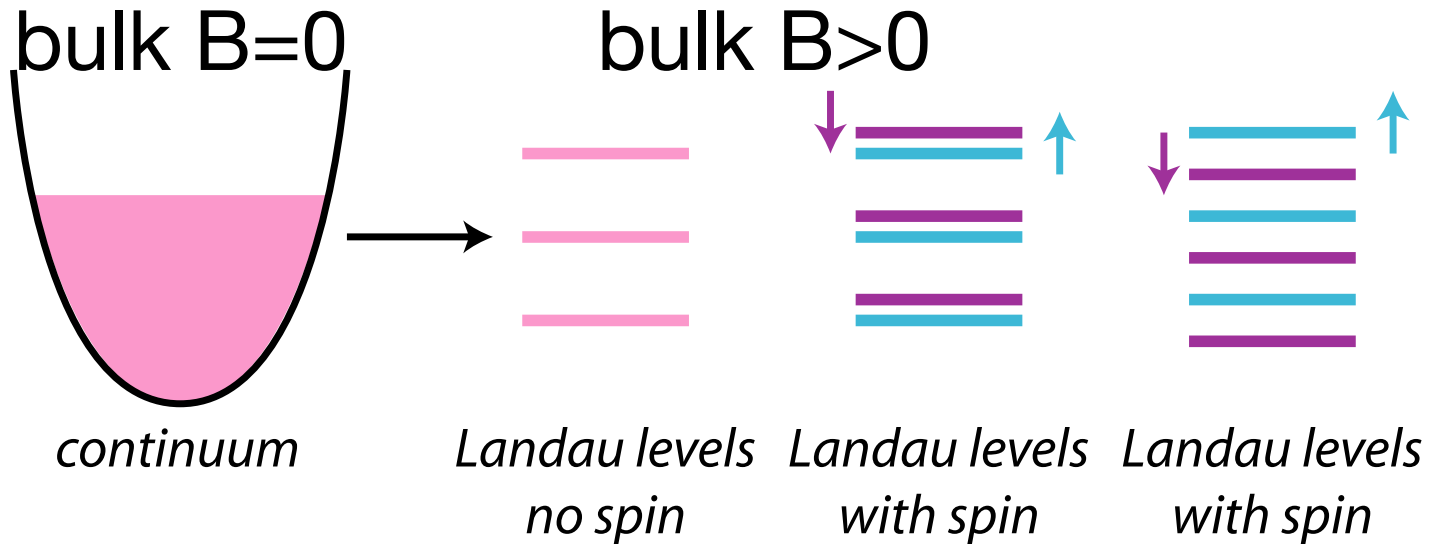 bulk B=0
bulk B>0
continuum
Landau levels
no spin
Landau levels
with spin
Landau levels
with spin